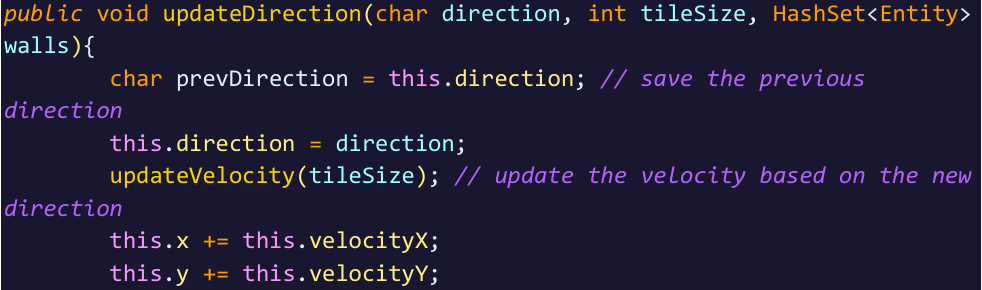 public void updateDirection(char direction, int tileSize, HashSet<Entity>
walls){
        char prevDirection = this.direction; // save the previous
direction
        this.direction = direction;
        updateVelocity(tileSize); // update the velocity based on the new
direction
        this.x += this.velocityX;
        this.y += this.velocityY;